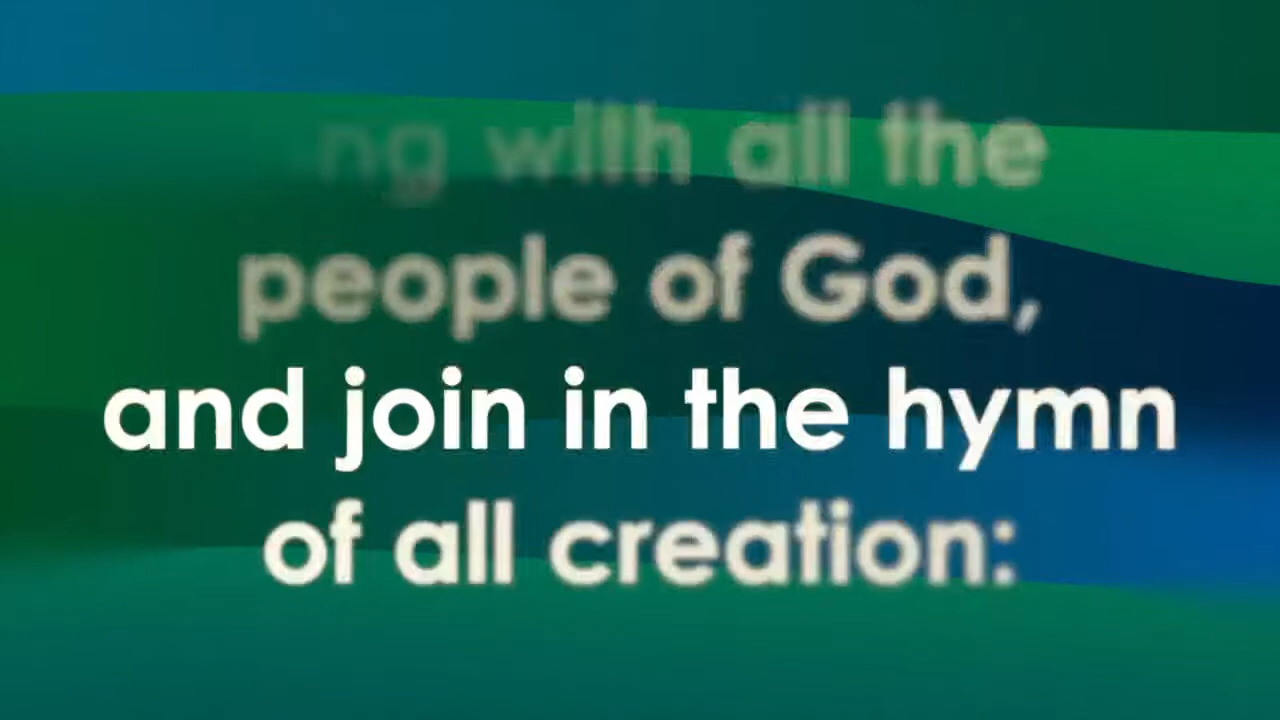 ng with all the
people of God,
and join in the hymn
of all creation: